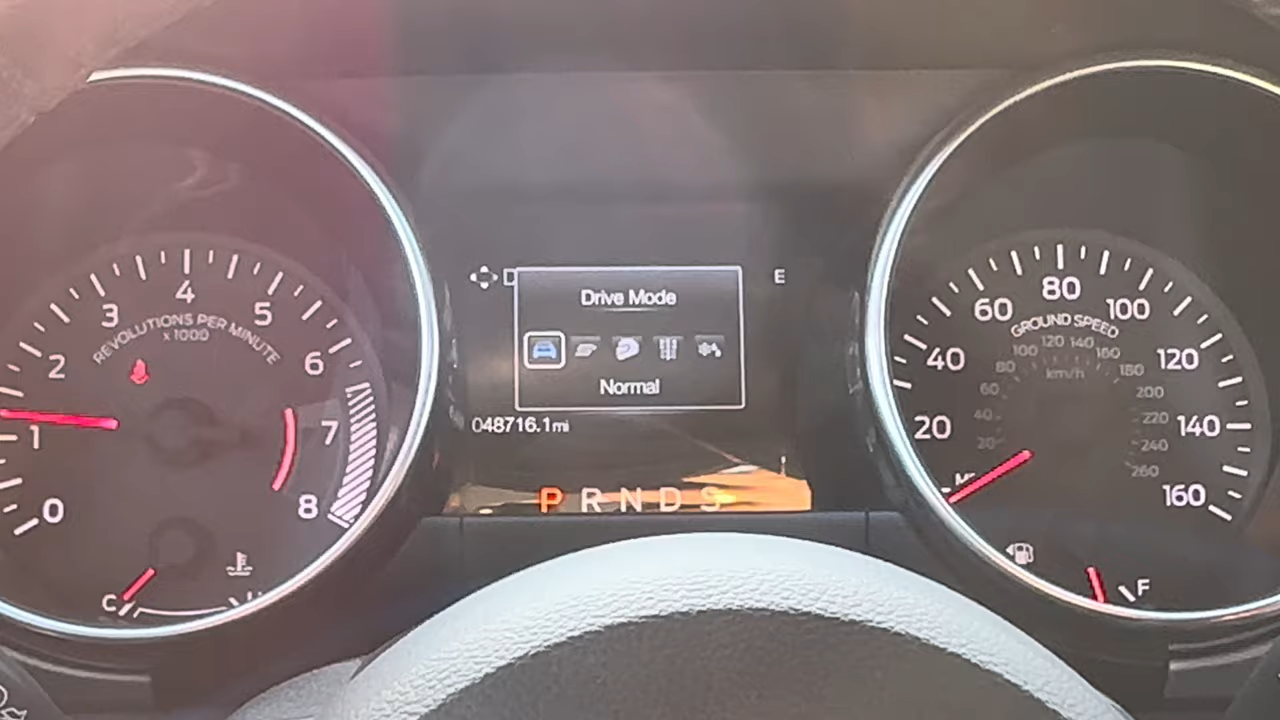 0
1
2
3
4
5
6
7
8
REVOLUTIONS PER MINUTE
x 1000
C
D
E
Drive Mode
Normal
048716.1mi
P R N D S
20
40
60
80
100
120
140
160
GROUND SPEED
20
40
60
80
100
120
140
160
180
200
220
240
260
km/h
F